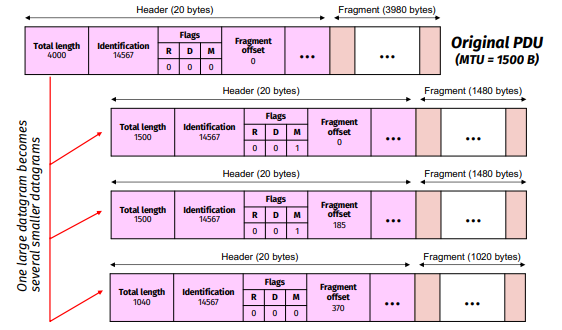 Header (20 bytes) Fragment (3980 bytes)
Total length
4000
Identification
14567
Flags
R D M
0 0 0
Fragment
offset
0
...
...
Original PDU
(MTU = 1500 B)
One large datagram becomes
several smaller datagrams
Header (20 bytes) Fragment (1480 bytes)
Total length
1500
Identification
14567
Flags
R D M
0 0 1
Fragment
offset
0
...
...
Header (20 bytes) Fragment (1480 bytes)
Total length
1500
Identification
14567
Flags
R D M
0 0 1
Fragment
offset
185
...
...
Header (20 bytes) Fragment (1020 bytes)
Total length
1040
Identification
14567
Flags
R D M
0 0 0
Fragment
offset
370
...
...